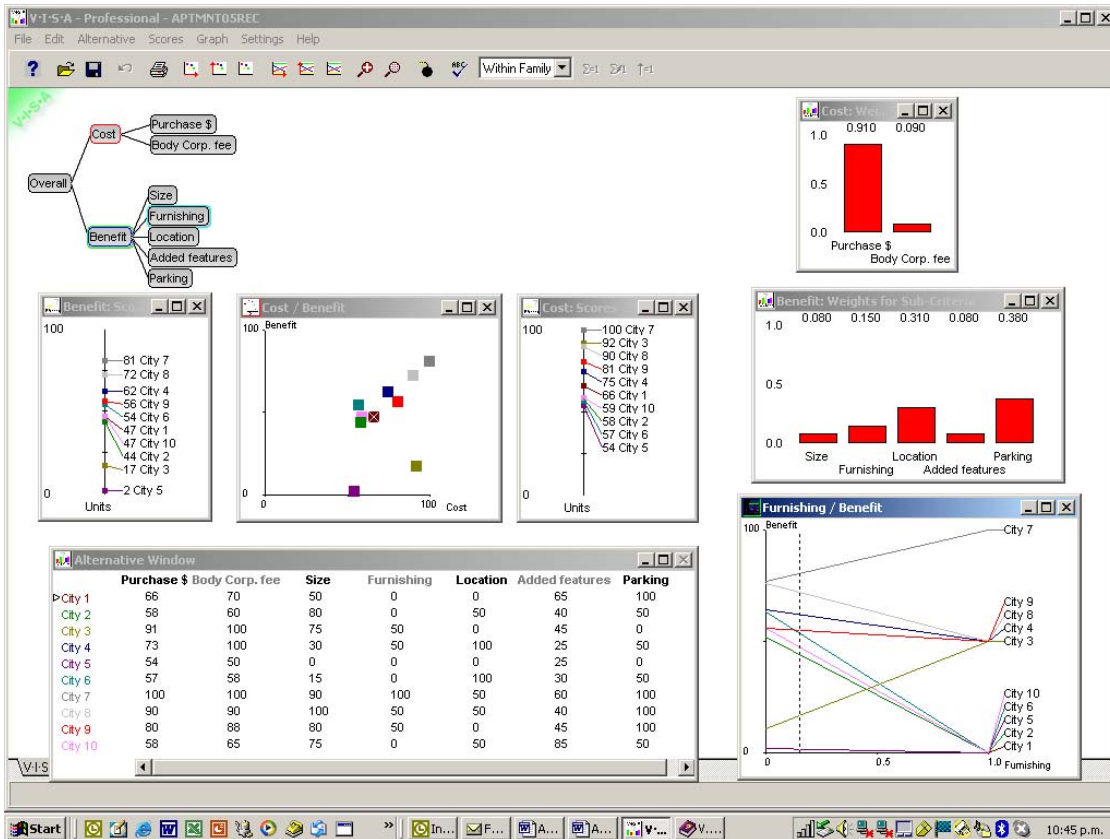 V·I·S·A - Professional - APTMNT05REC
File Edit Alternative Scores Graph Settings Help
Within Family Σ=1 Σ≠1 ↑=1
V·I·S·A
Overall
Cost
Purchase $
Body Corp. fee
Benefit
Size
Furnishing
Location
Added features
Parking
Cost: Wei
1.0 0.910 0.090
0.5
0.0
Purchase $
Body Corp. fee
Benefit: Sco
100
81 City 7
72 City 8
62 City 4
56 City 9
54 City 6
47 City 1
47 City 10
44 City 2
17 City 3
2 City 5
0
Units
Cost / Benefit
100 Benefit
0
0 100 Cost
Cost: Scores
100
100 City 7
92 City 3
90 City 8
81 City 9
75 City 4
66 City 1
59 City 10
58 City 2
57 City 6
54 City 5
0
Units
Benefit: Weights for Sub-Criteria
1.0 0.080 0.150 0.310 0.080 0.380
0.5
0.0
Size Location Parking
Furnishing Added features
Alternative Window
Purchase $ Body Corp. fee Size Furnishing Location Added features Parking
City 1 66 70 50 0 0 65 100
City 2 58 60 80 0 50 40 50
City 3 91 100 75 50 0 45 0
City 4 73 100 30 50 100 25 50
City 5 54 50 0 0 0 25 0
City 6 57 58 15 0 100 30 50
City 7 100 100 90 100 50 60 100
City 8 90 90 100 50 50 40 100
City 9 80 88 80 50 0 45 100
City 10 58 65 75 0 50 85 50
Furnishing / Benefit
100 Benefit
City 7
City 9
City 8
City 4
City 3
City 10
City 6
City 5
City 2
City 1
0
0 0.5 1.0 Furnishing
V·I·S
Start » In... F... A... A... V·... V.... 10:45 p.m.